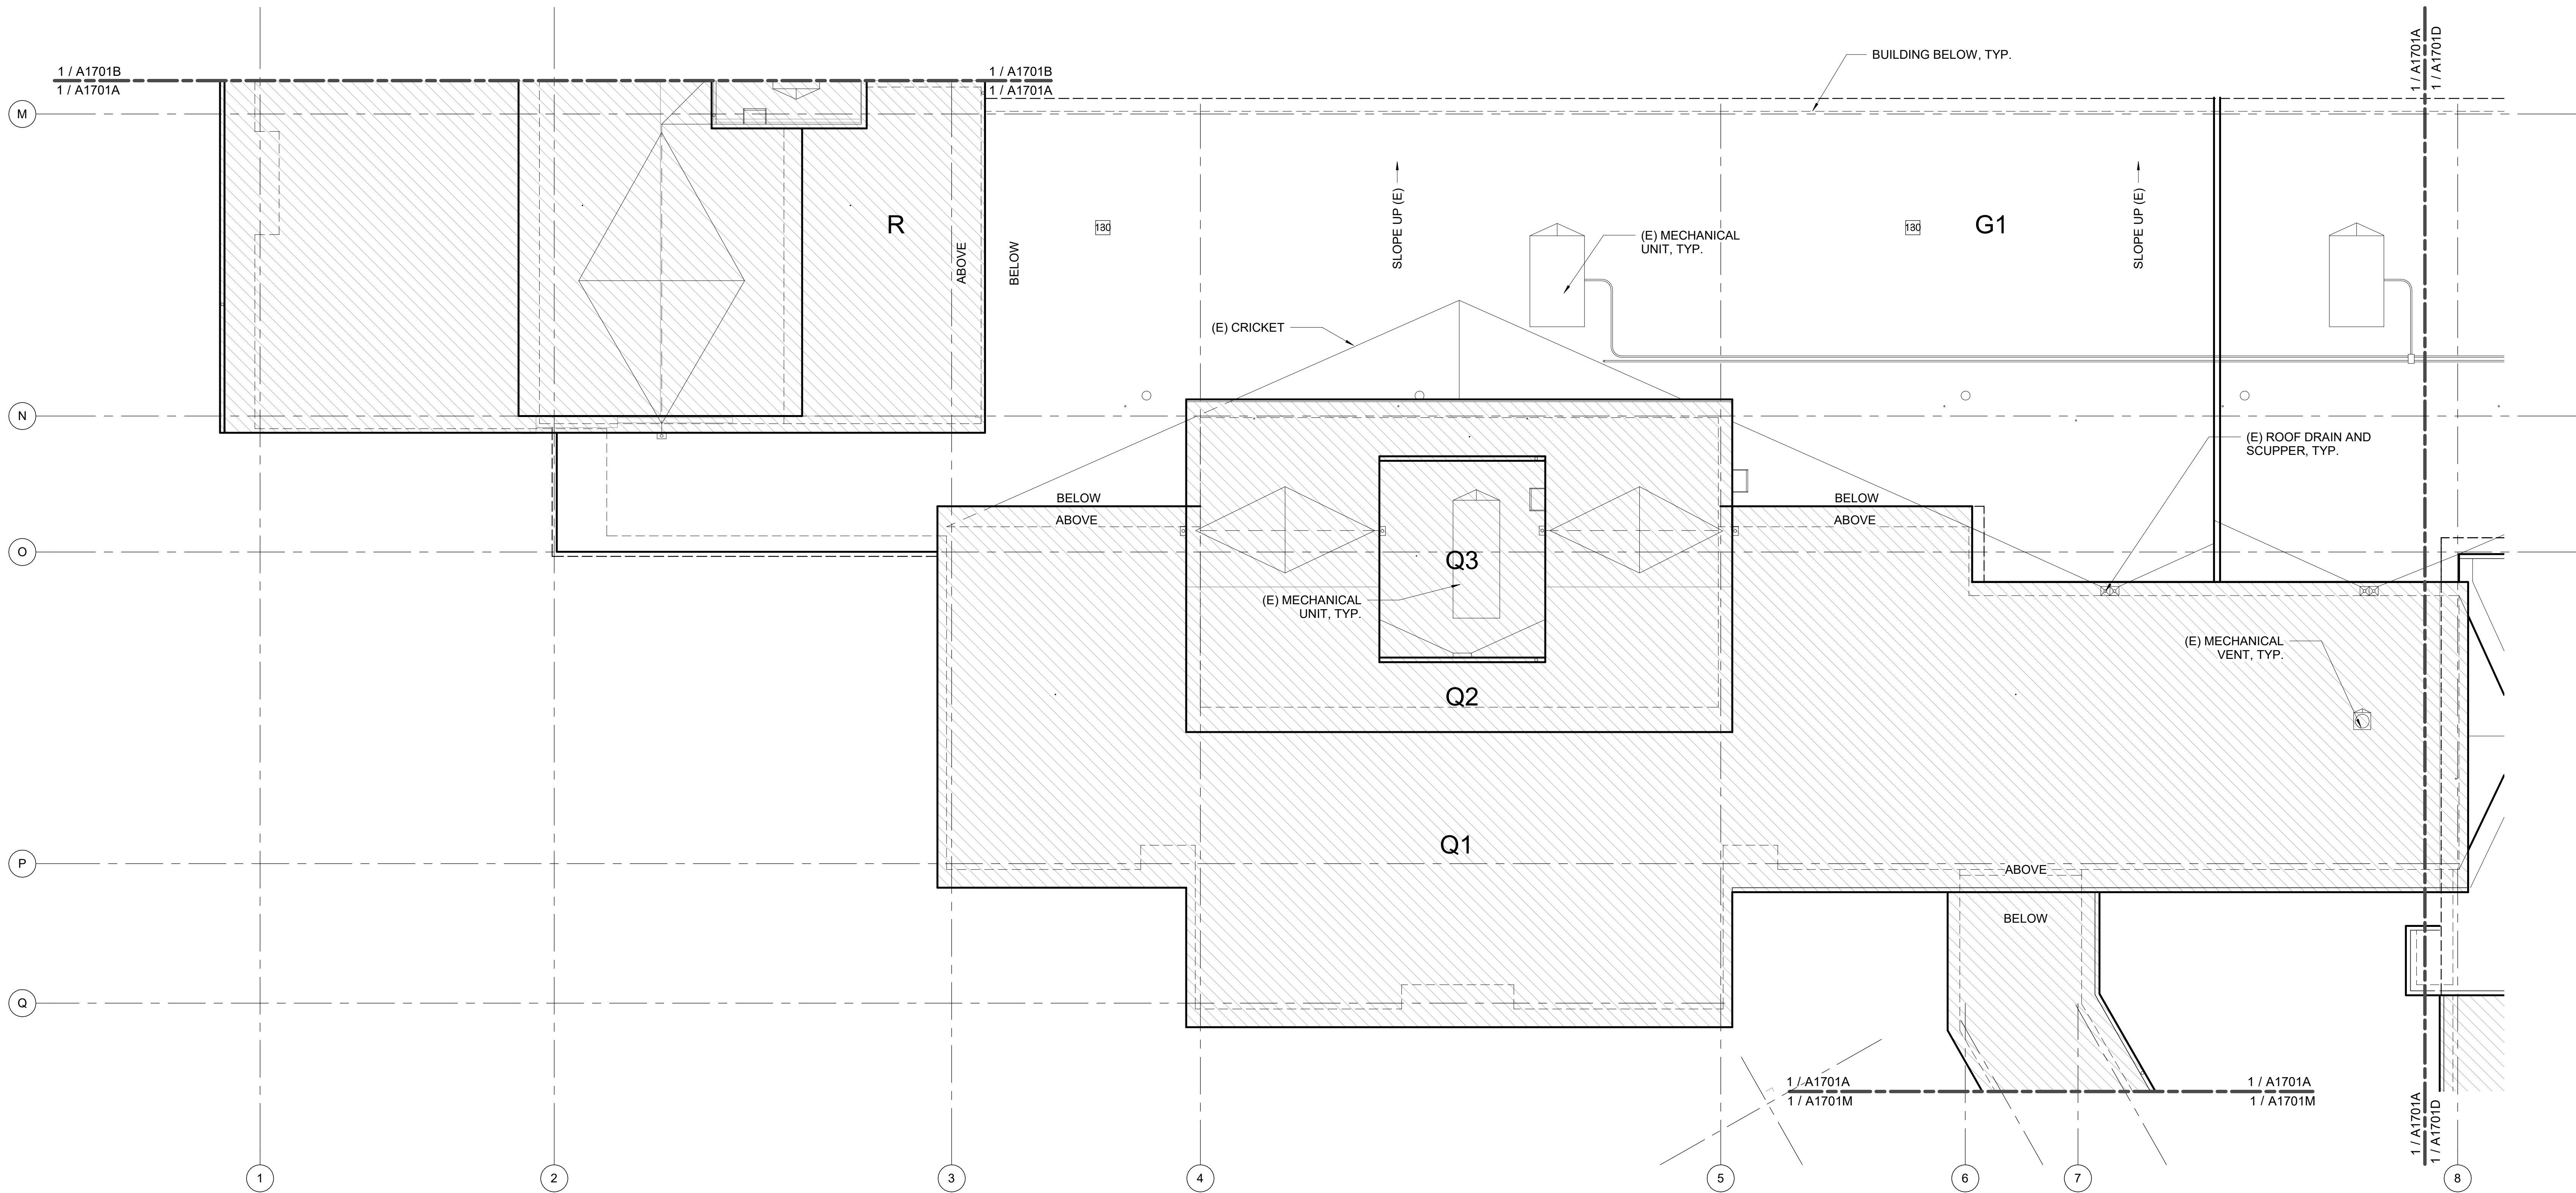 1 / A1701B
1 / A1701A
1 / A1701B
1 / A1701A
BUILDING BELOW, TYP.
1 / A1701A
1 / A1701D
M
R
ABOVE
BELOW
130
SLOPE UP (E)
(E) MECHANICAL
UNIT, TYP.
130
G1
SLOPE UP (E)
(E) CRICKET
N
(E) ROOF DRAIN AND
SCUPPER, TYP.
BELOW
ABOVE
BELOW
ABOVE
O
Q3
(E) MECHANICAL
UNIT, TYP.
(E) MECHANICAL
VENT, TYP.
Q2
Q1
P
ABOVE
BELOW
Q
1 / A1701A
1 / A1701M
1 / A1701A
1 / A1701M
1 / A1701A
1 / A1701D
1
2
3
4
5
6
7
8